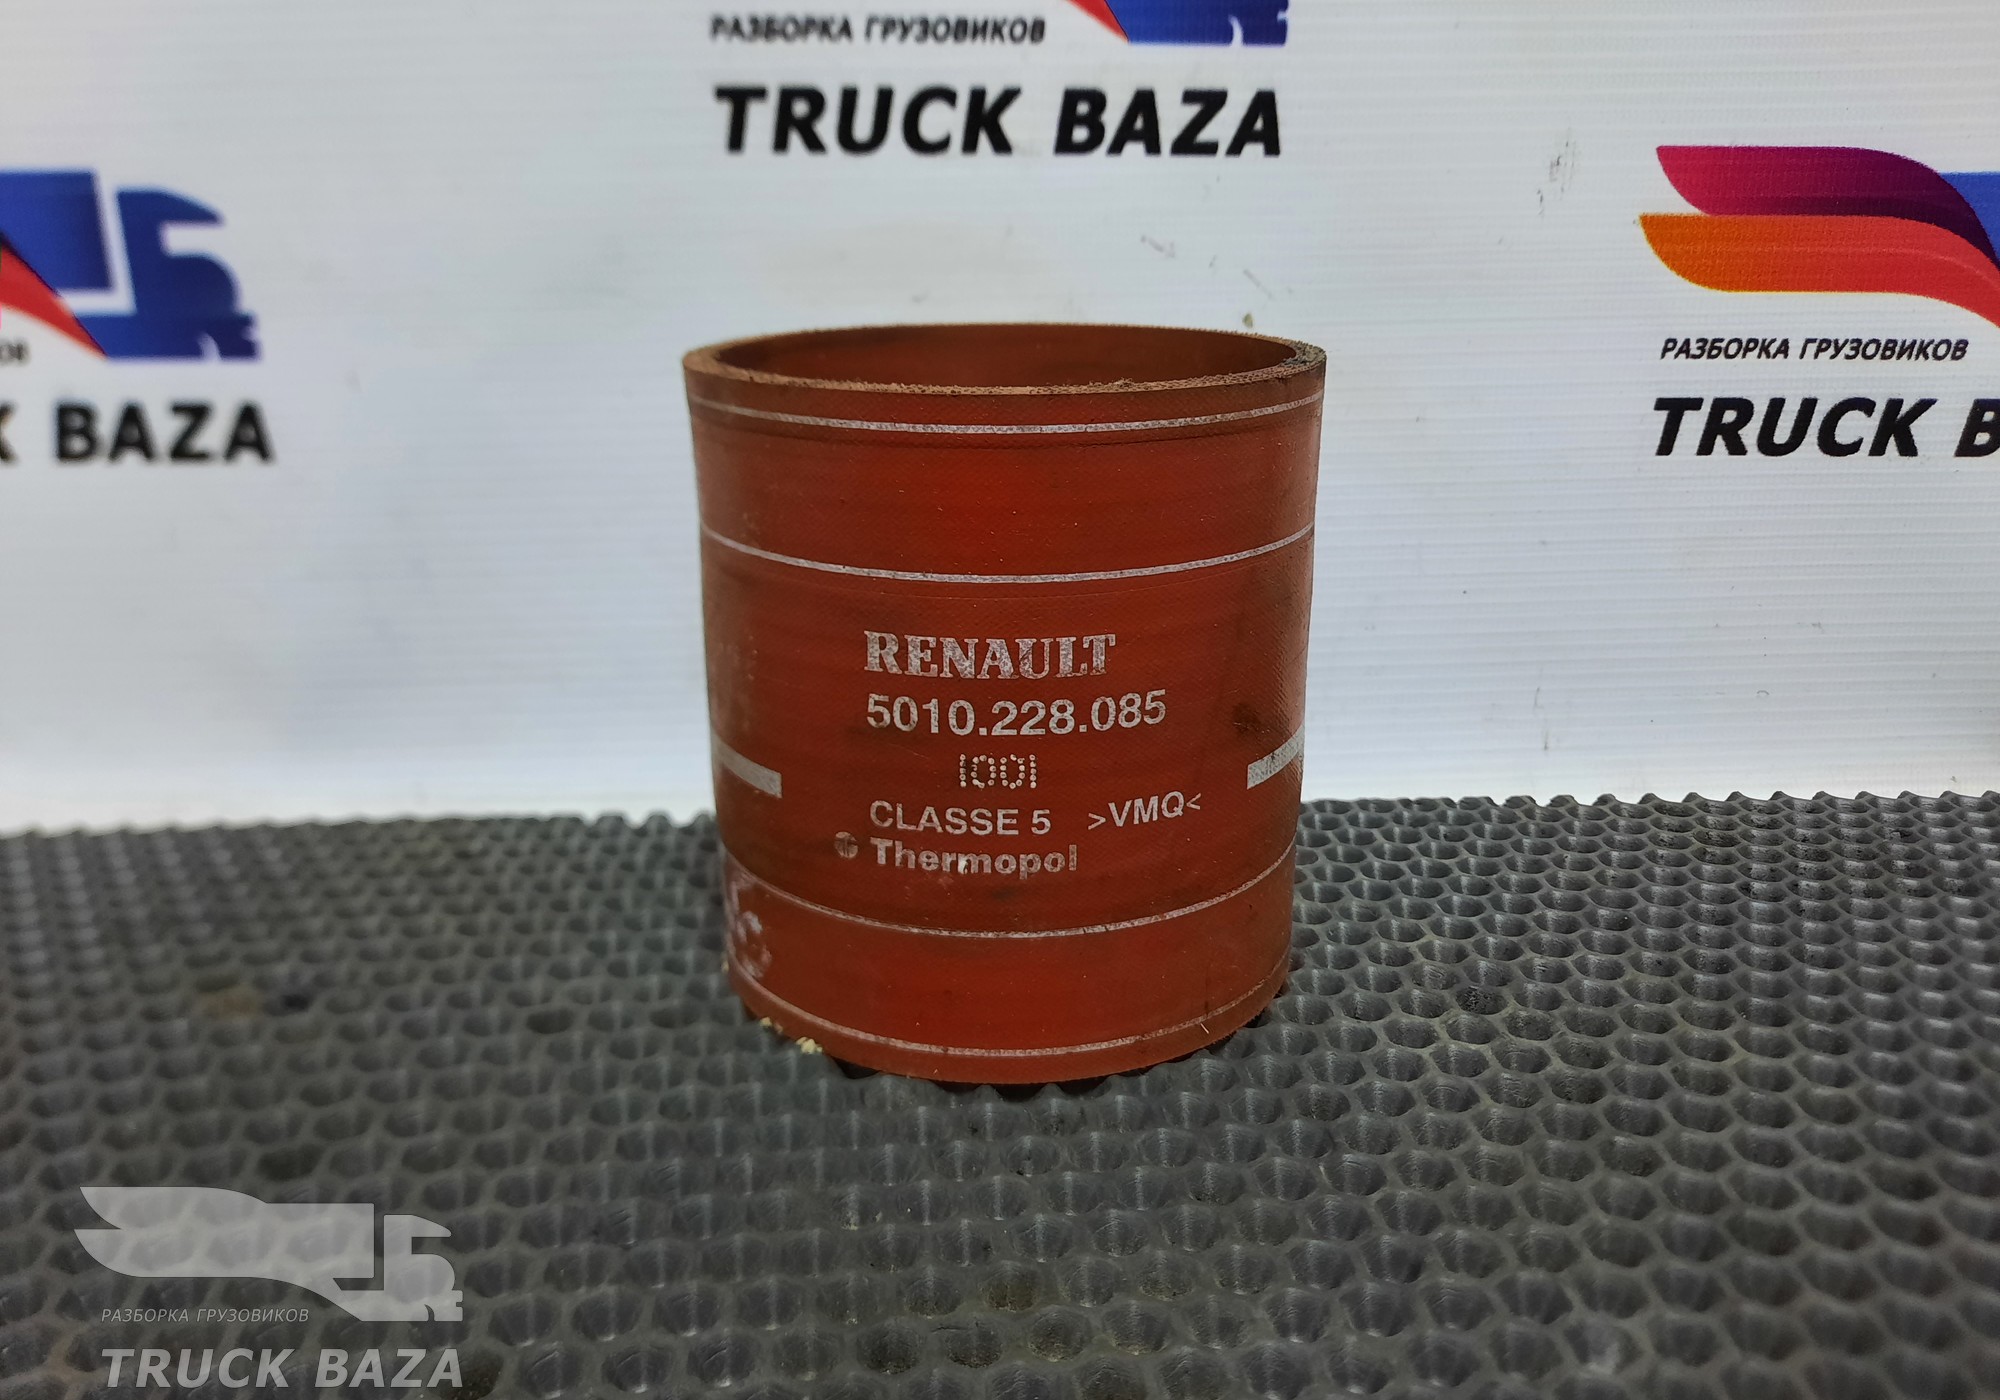 РАЗБОРКА ГРУЗОВИКОВ
TRUCK BAZA
ОВ
K BAZA
РАЗБОРКА ГРУЗОВИКОВ
TRUCK B
RENAULT
5010.228.085
CLASSE 5 >VMQ<
Thermopol
РАЗБОРКА ГРУЗОВИКОВ
TRUCK BAZA